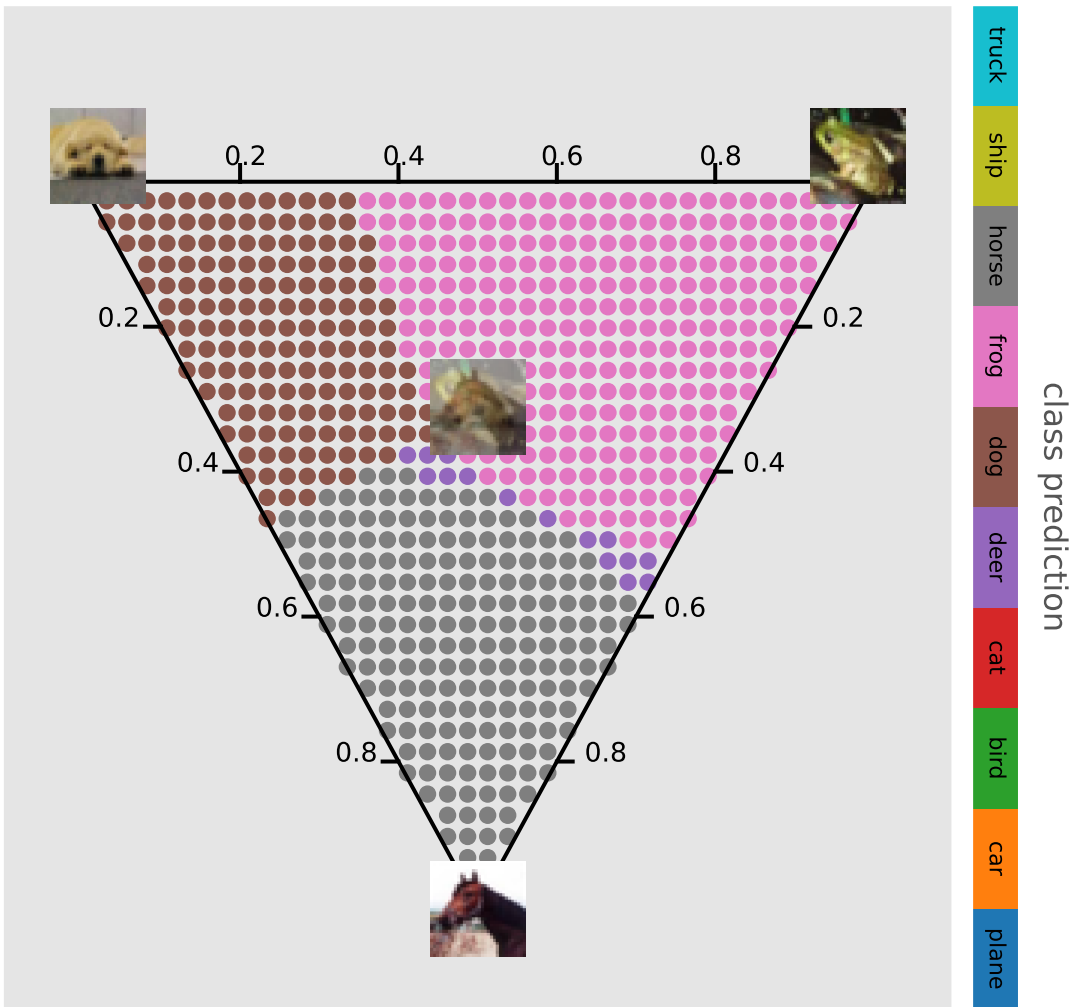 0.2 0.4 0.6 0.8
0.2 0.2
0.4 0.4
0.6 0.6
0.8 0.8
truck
ship
horse
frog
dog
deer
cat
bird
car
plane
class prediction